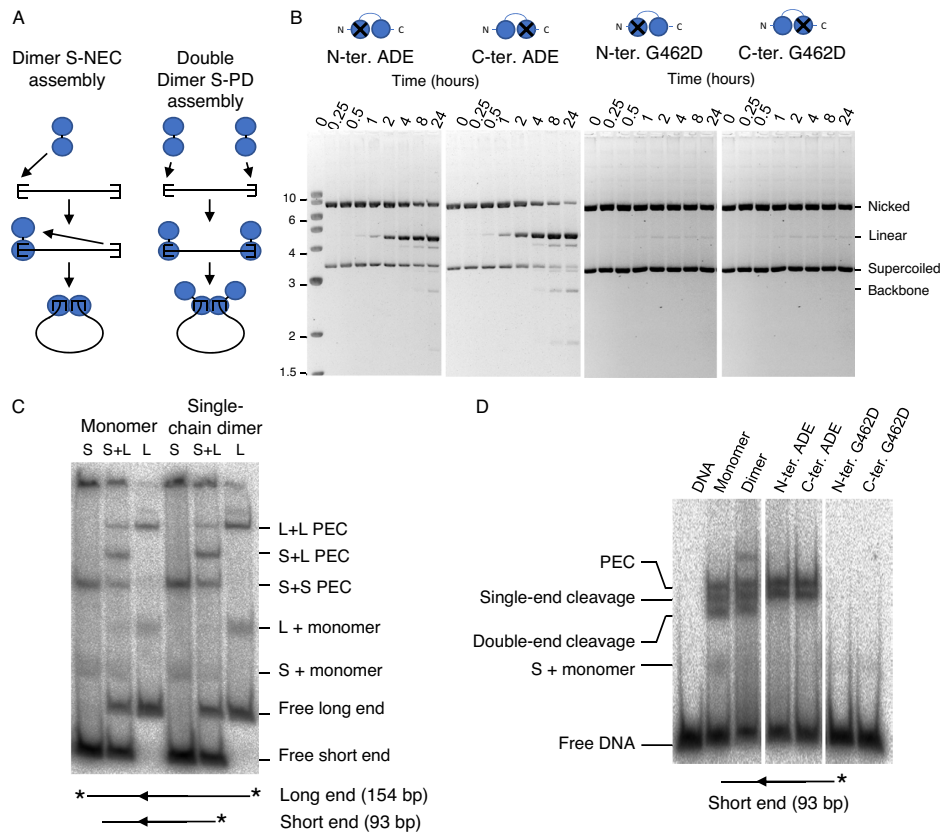 A
Dimer S-NEC
assembly
Double
Dimer S-PD
assembly
B
N C
N-ter. ADE
N C
C-ter. ADE
N C
N-ter. G462D
N C
C-ter. G462D
Time (hours)
Time (hours)
Time (hours)
Time (hours)
0 0.25 0.5 1 2 4 8 24
0 0.25 0.5 1 2 4 8 24
0 0.25 0.5 1 2 4 8 24
0 0.25 0.5 1 2 4 8 24
10
6
4
3
2
1.5
Nicked
Linear
Supercoiled
Backbone
C
Monomer
Single-
chain dimer
S S+L L S S+L L
L+L PEC
S+L PEC
S+S PEC
L + monomer
S + monomer
Free long end
Free short end
* * Long end (154 bp)
* Short end (93 bp)
D
DNA
Monomer
Dimer
N-ter. ADE
C-ter. ADE
N-ter. G462D
C-ter. G462D
PEC
Single-end cleavage
Double-end cleavage
S + monomer
Free DNA
*
Short end (93 bp)